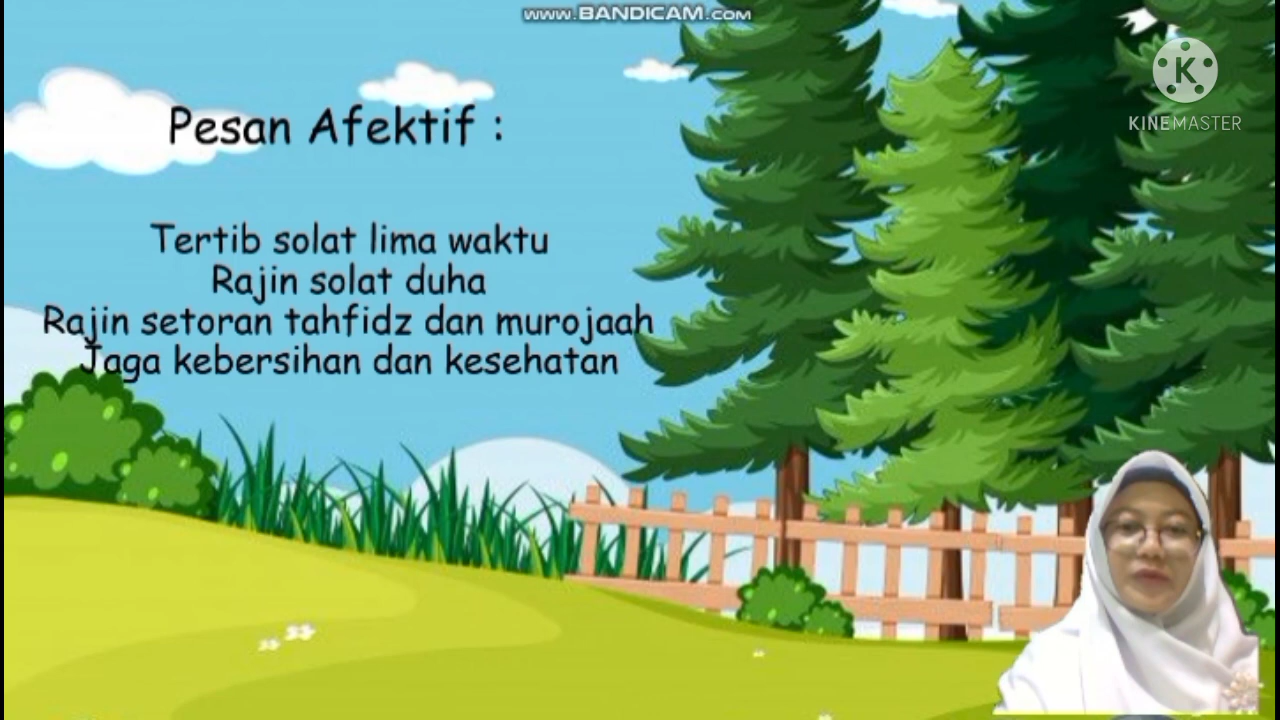 www.BANDICAM.com
K
KINEMASTER
Pesan Afektif :
Tertib solat lima waktu
Rajin solat duha
Rajin setoran tahfidz dan murojaah
Jaga kebersihan dan kesehatan